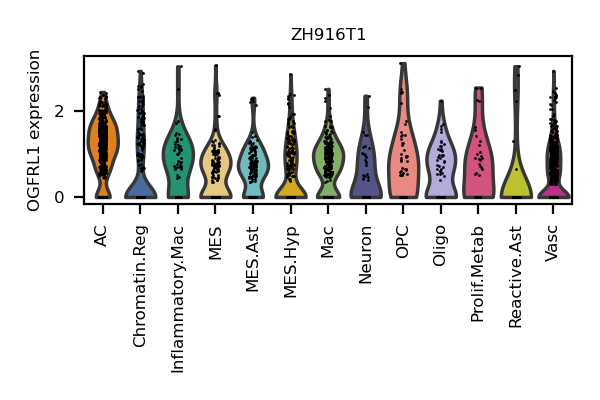 ZH916T1
OGFRL1 expression
2
0
AC
Chromatin.Reg
Inflammatory.Mac
MES
MES.Ast
MES.Hyp
Mac
Neuron
OPC
Oligo
Prolif.Metab
Reactive.Ast
Vasc